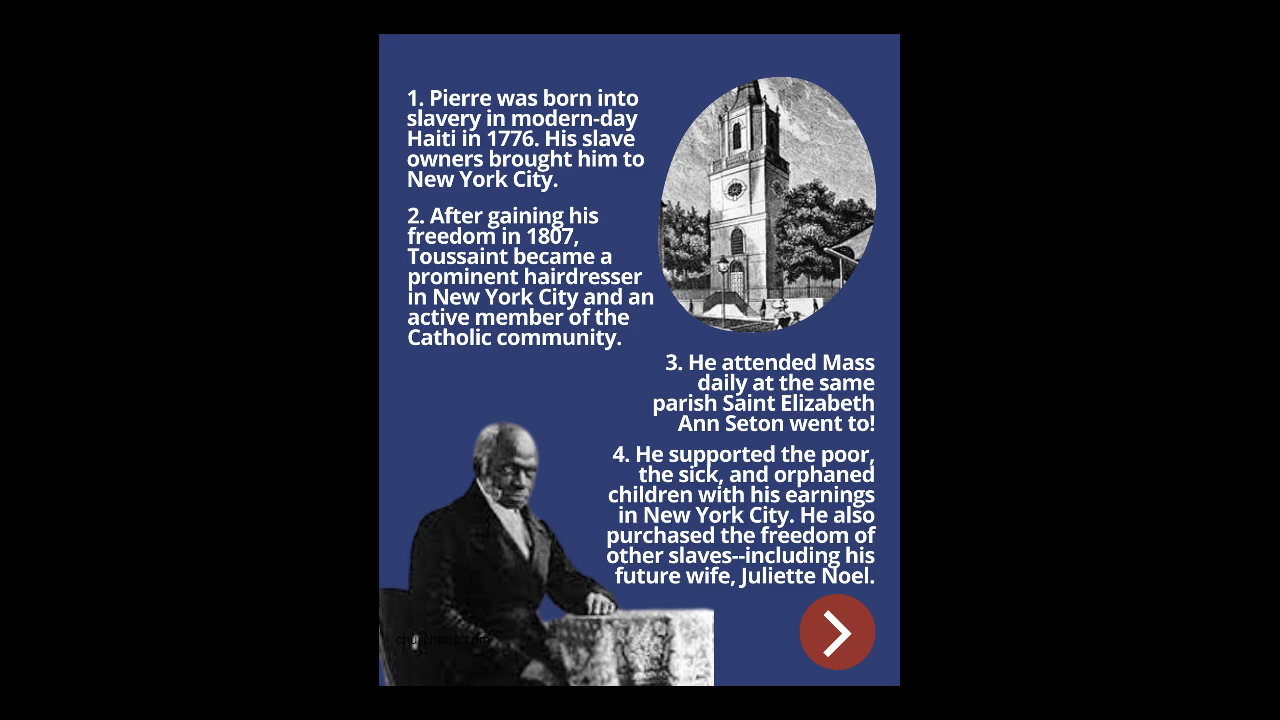 1. Pierre was born into
slavery in modern-day
Haiti in 1776. His slave
owners brought him to
New York City.
2. After gaining his
freedom in 1807,
Toussaint became a
prominent hairdresser
in New York City and an
active member of the
Catholic community.
3. He attended Mass
daily at the same
parish Saint Elizabeth
Ann Seton went to!
4. He supported the poor,
the sick, and orphaned
children with his earnings
in New York City. He also
purchased the freedom of
other slaves--including his
future wife, Juliette Noel.
churchpop.com